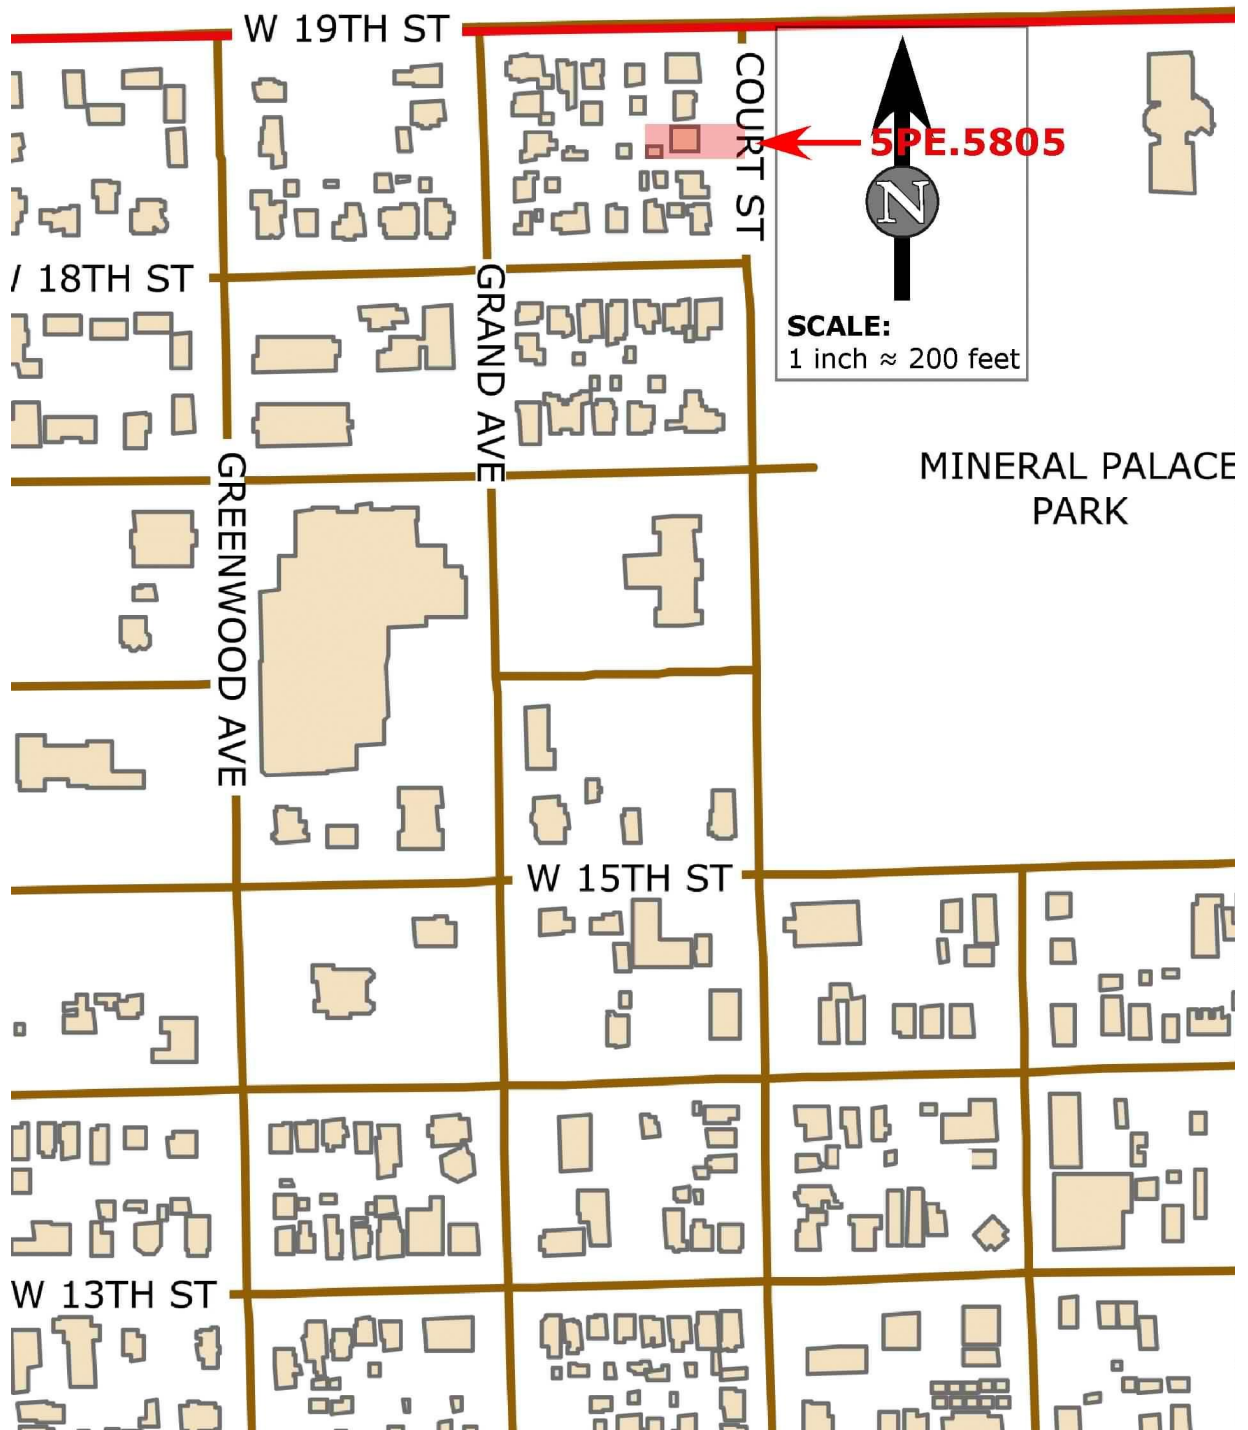 W 19TH ST
COURT ST
5PE.5805
N
W 18TH ST
GRAND AVE
SCALE:
1 inch ≈ 200 feet
GREENWOOD AVE
MINERAL PALACE
PARK
W 15TH ST
W 13TH ST